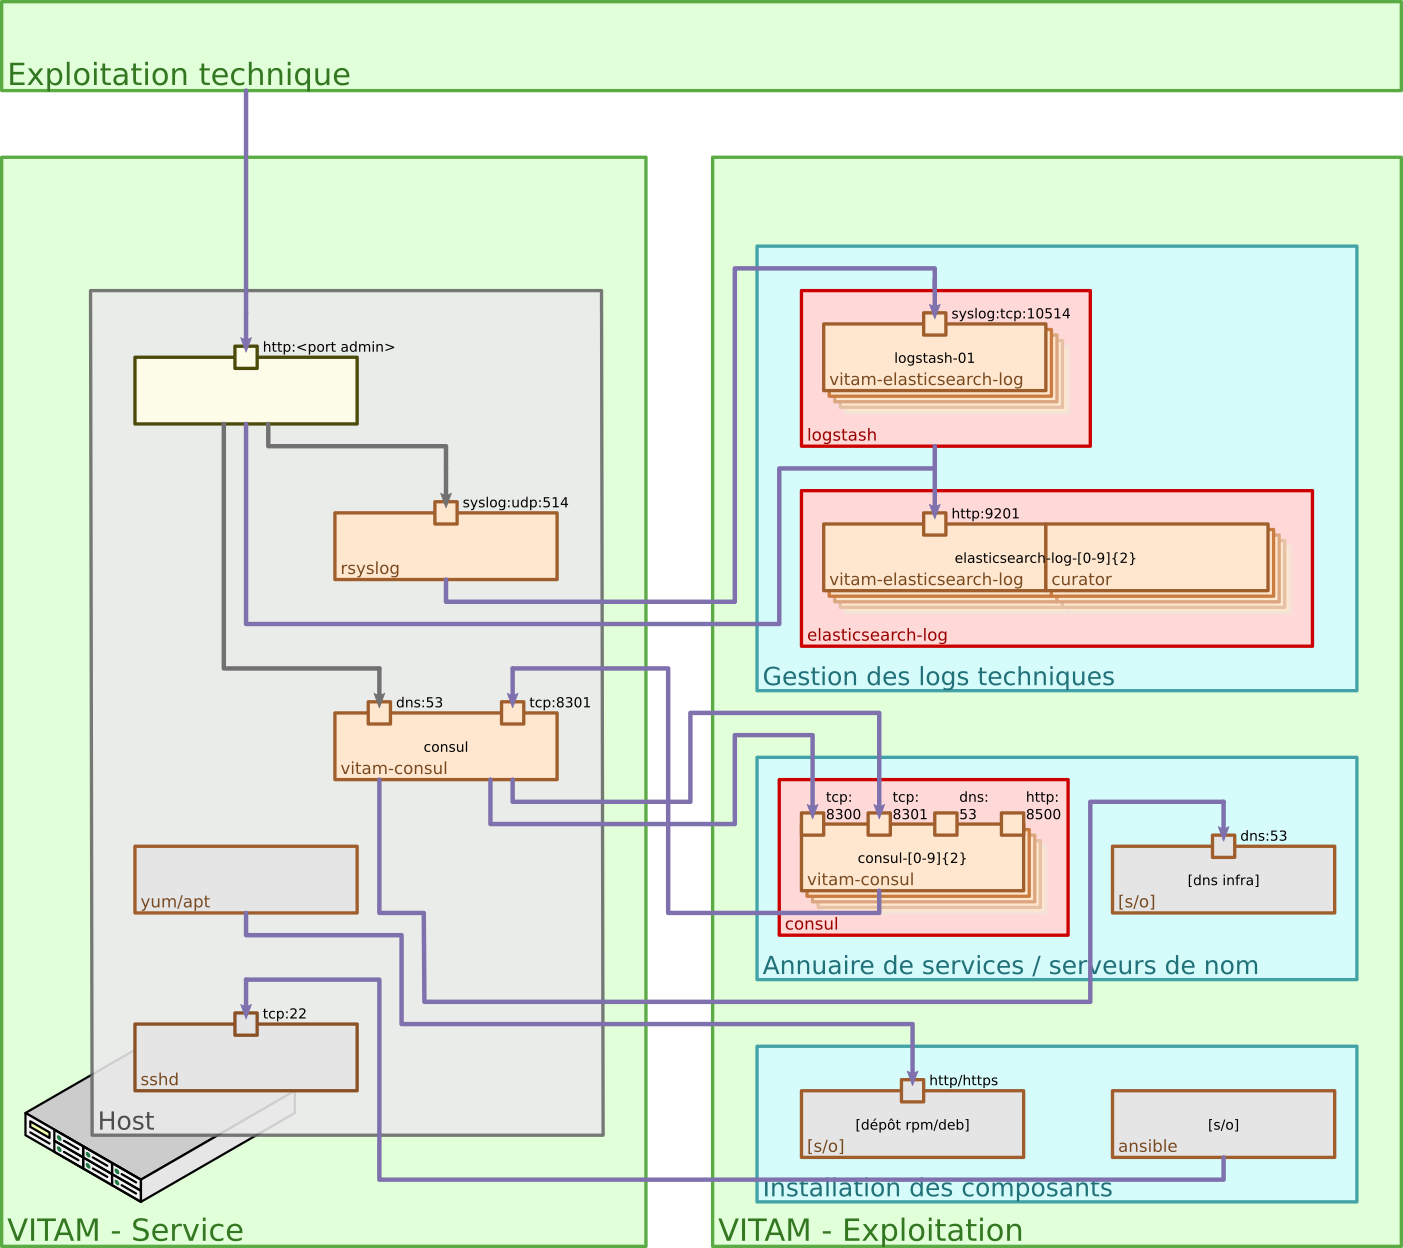 Exploitation technique
http:<port admin>
syslog:udp:514
rsyslog
dns:53
tcp:8301
consul
vitam-consul
yum/apt
tcp:22
sshd
Host
VITAM - Service
syslog:tcp:10514
logstash-01
vitam-elasticsearch-log
logstash
http:9201
elasticsearch-log-[0-9]{2}
vitam-elasticsearch-log
curator
elasticsearch-log
Gestion des logs techniques
tcp:
8300
tcp:
8301
dns:
53
http:
8500
consul-[0-9]{2}
vitam-consul
consul
dns:53
[dns infra]
[s/o]
Annuaire de services / serveurs de nom
http/https
[dépôt rpm/deb]
[s/o]
[s/o]
ansible
Installation des composants
VITAM - Exploitation